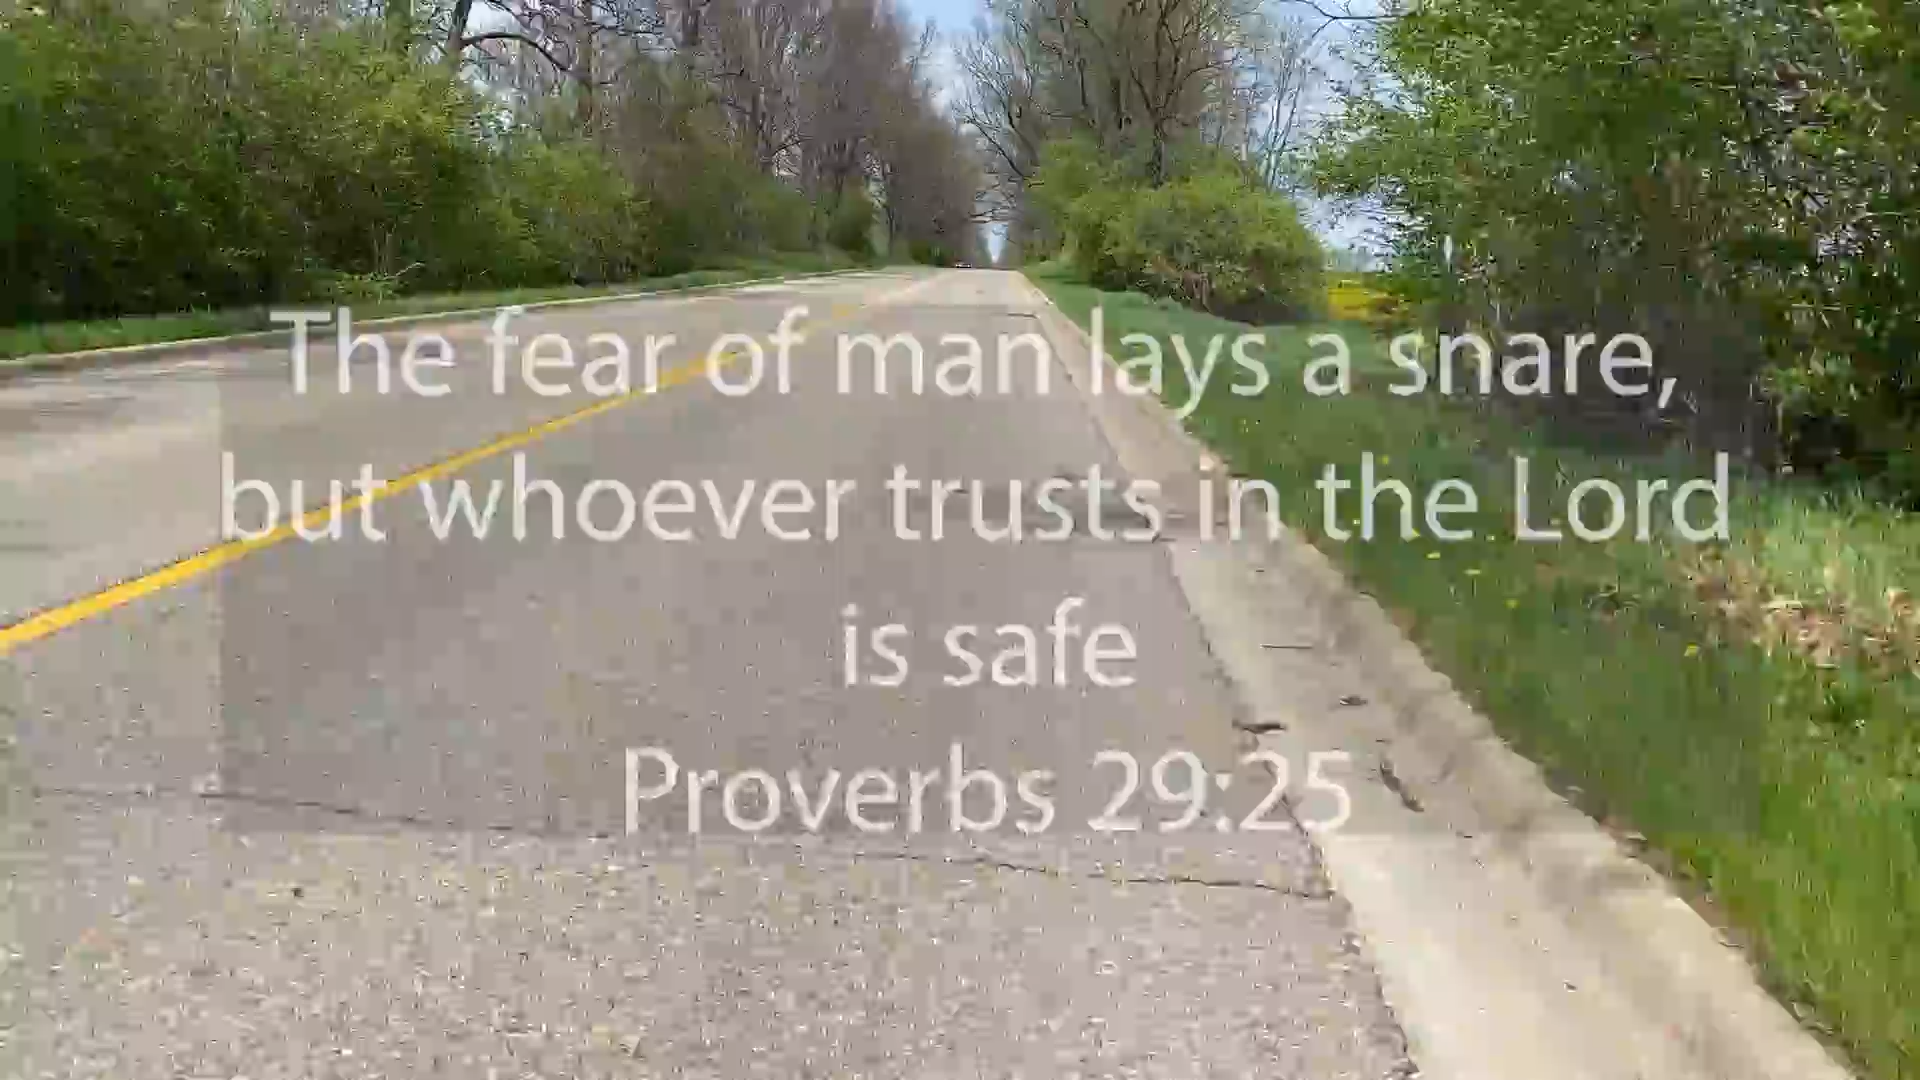 The fear of man lays a snare,
but whoever trusts in the Lord
is safe
Proverbs 29:25